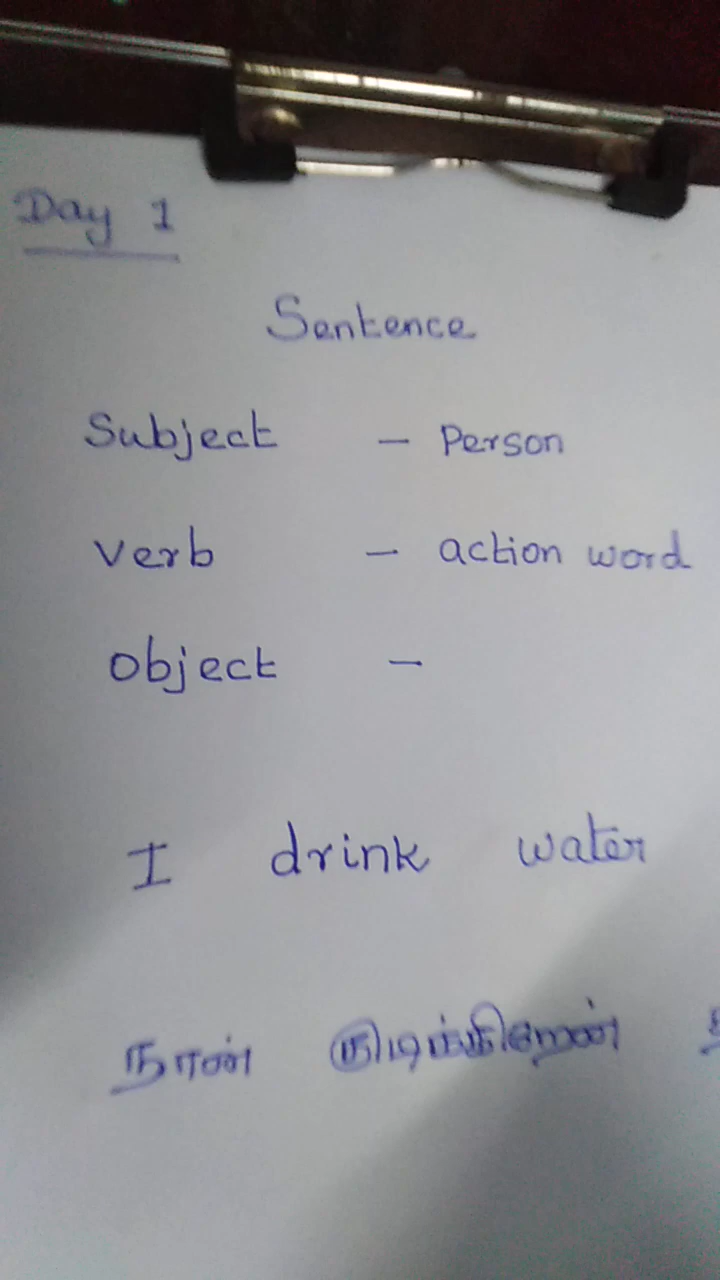 Day 1
Sentence
Subject - Person
Verb - action word
object -
I drink water
நான் குடிக்கிறேன்